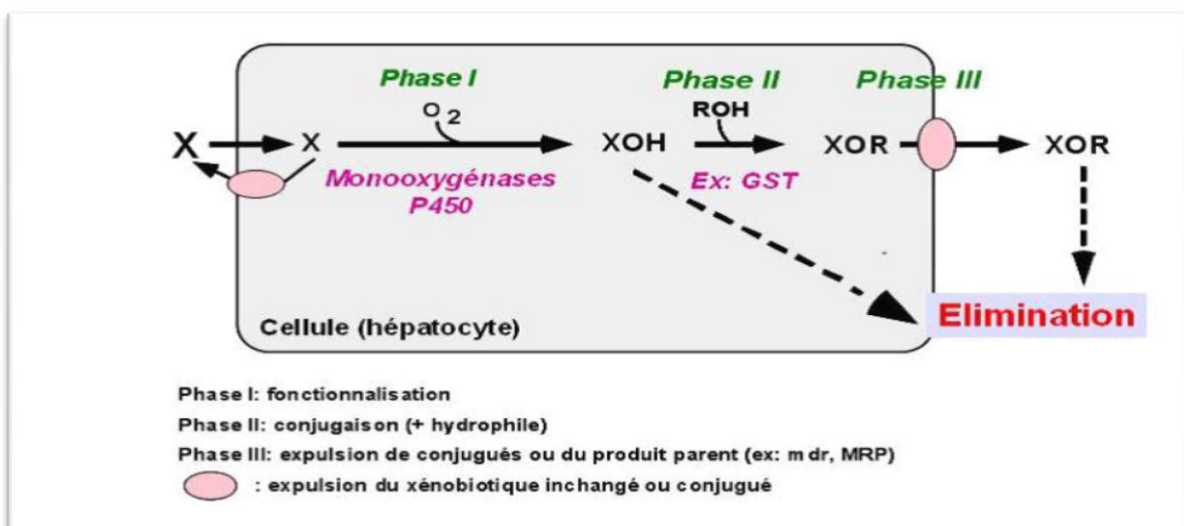 Phase I Phase II Phase III
O2 ROH
X X XOH XOR XOR
Monooxygénases Ex: GST
P450
Elimination
Cellule (hépatocyte)
Phase I: fonctionnalisation
Phase II: conjugaison (+ hydrophile)
Phase III: expulsion de conjugués ou du produit parent (ex: mdr, MRP)
: expulsion du xénobiotique inchangé ou conjugué